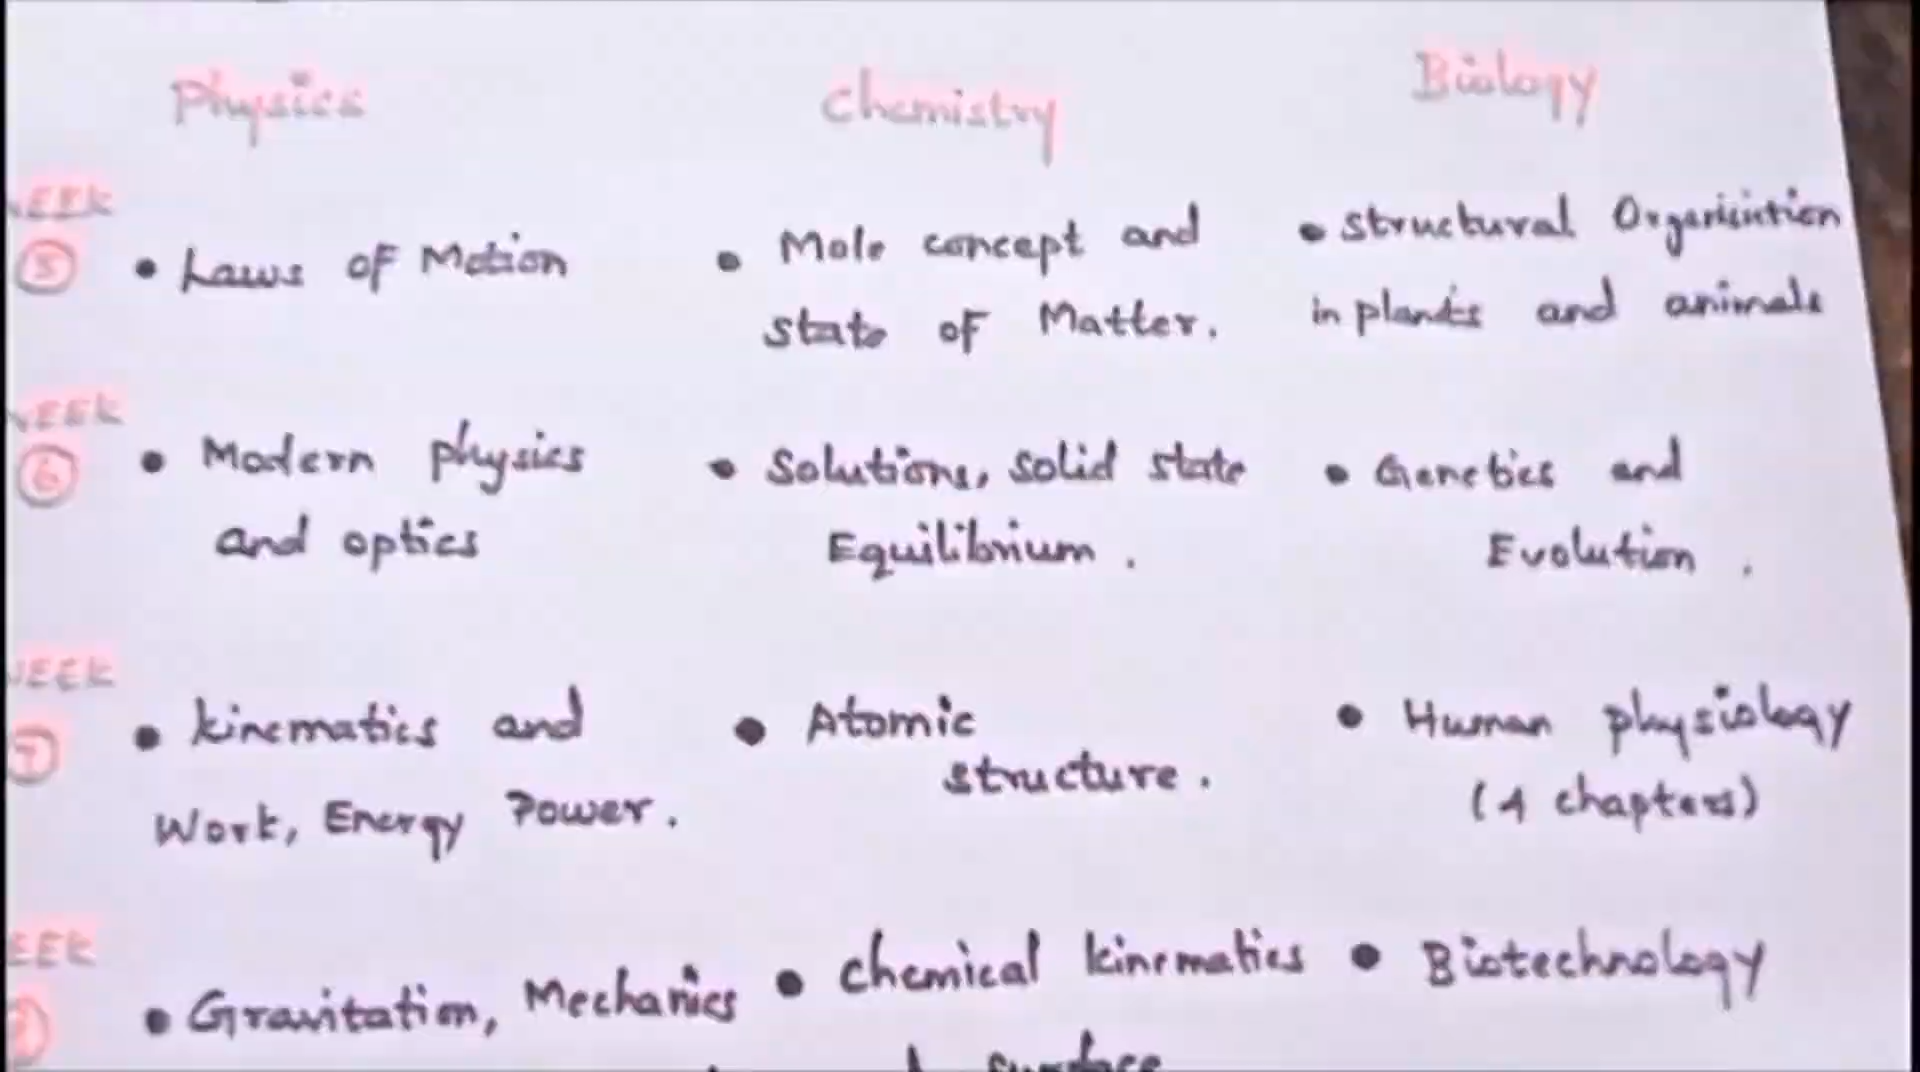 Physics Chemistry Biology
WEEK
5
• Laws of Motion
• Mole concept and
state of Matter.
• Structural Organisation
in plants and animals
WEEK
6
• Modern physics
and optics
• Solutions, solid state
Equilibrium.
• Genetics and
Evolution.
WEEK
7
• kinematics and
Work, Energy Power.
• Atomic
structure.
• Human physiology
(4 chapters)
EEK
• Gravitation, Mechanics
• Chemical kinematics
surface
• Biotechnology